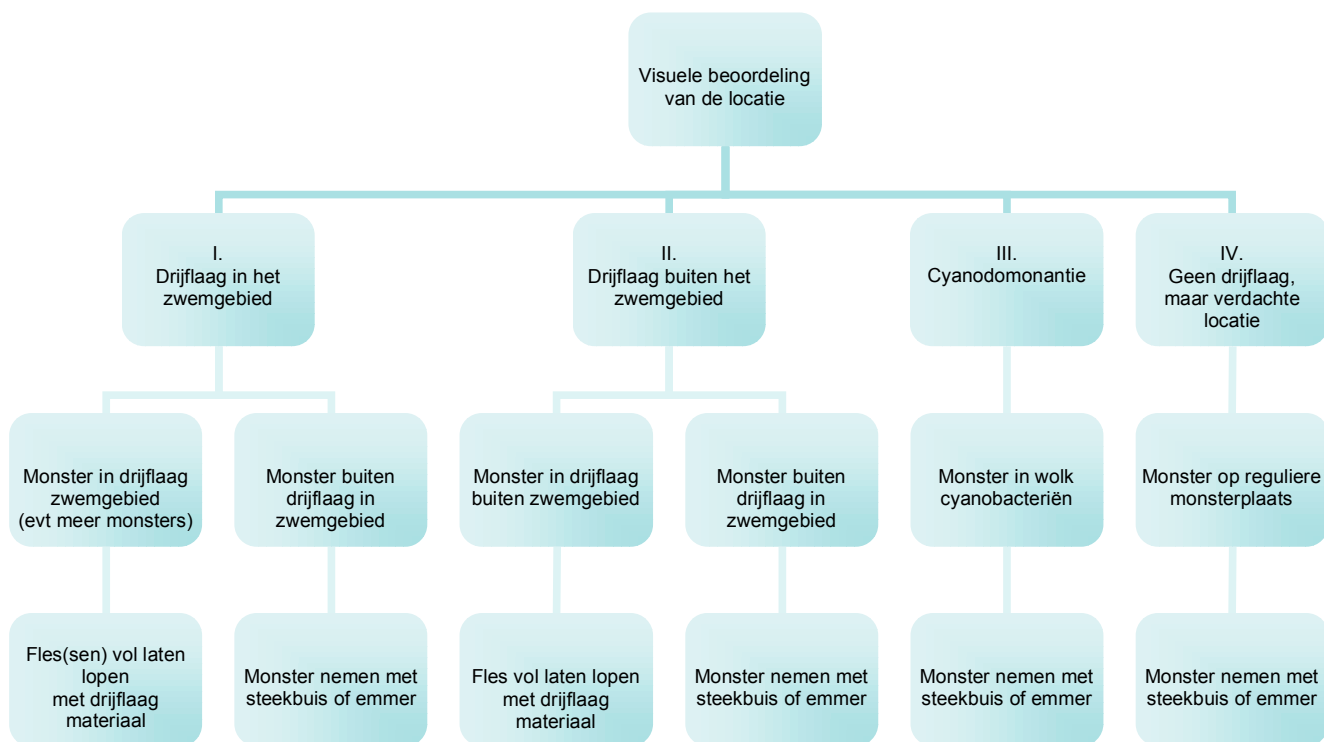 Visuele beoordeling
van de locatie
I.
Drijflaag in het
zwemgebied
II.
Drijflaag buiten het
zwemgebied
III.
Cyanodomonantie
IV.
Geen drijflaag,
maar verdachte
locatie
Monster in drijflaag
zwemgebied
(evt meer monsters)
Monster buiten
drijflaag in
zwemgebied
Monster in drijflaag
buiten zwemgebied
Monster buiten
drijflaag in
zwemgebied
Monster in wolk
cyanobacteriën
Monster op reguliere
monsterplaats
Fles(sen) vol laten
lopen
met drijflaag
materiaal
Monster nemen met
steekbuis of emmer
Fles vol laten lopen
met drijflaag
materiaal
Monster nemen met
steekbuis of emmer
Monster nemen met
steekbuis of emmer
Monster nemen met
steekbuis of emmer